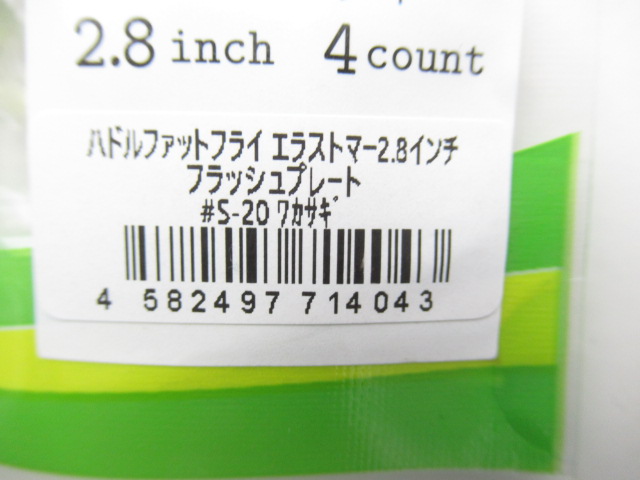 2.8 inch 4 count
ハドルファットフライ エラストマー2.8インチ
フラッシュプレート
#S-20 ﾜｶｻｷﾞ
4 582497 714043